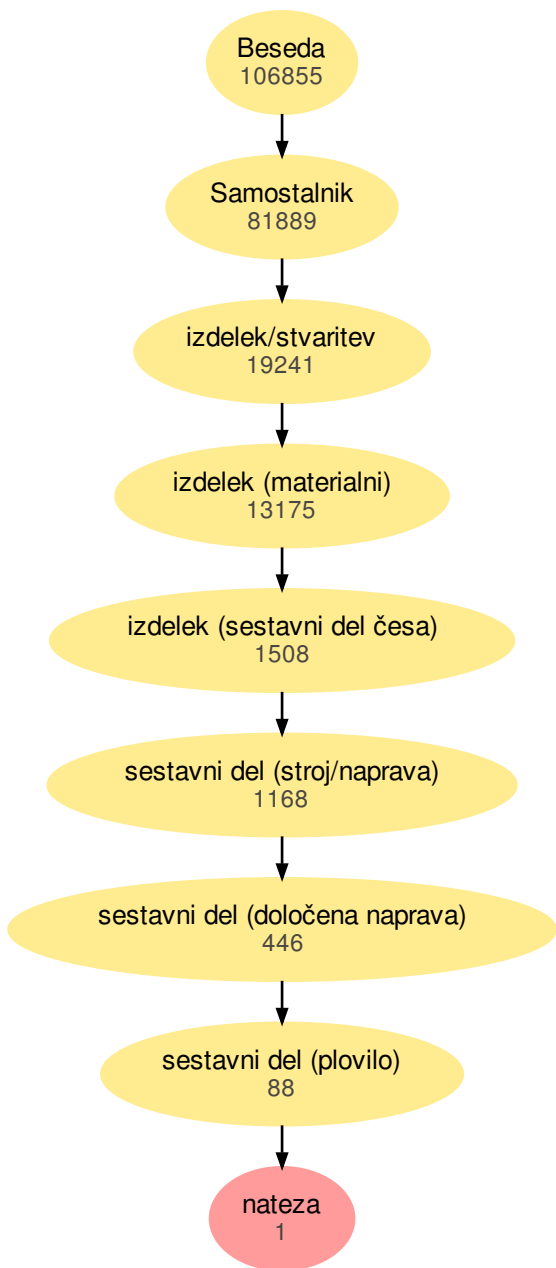 Beseda
106855
Samostalnik
81889
izdelek/stvaritev
19241
izdelek (materialni)
13175
izdelek (sestavni del česa)
1508
sestavni del (stroj/naprava)
1168
sestavni del (določena naprava)
446
sestavni del (plovilo)
88
nateza
1